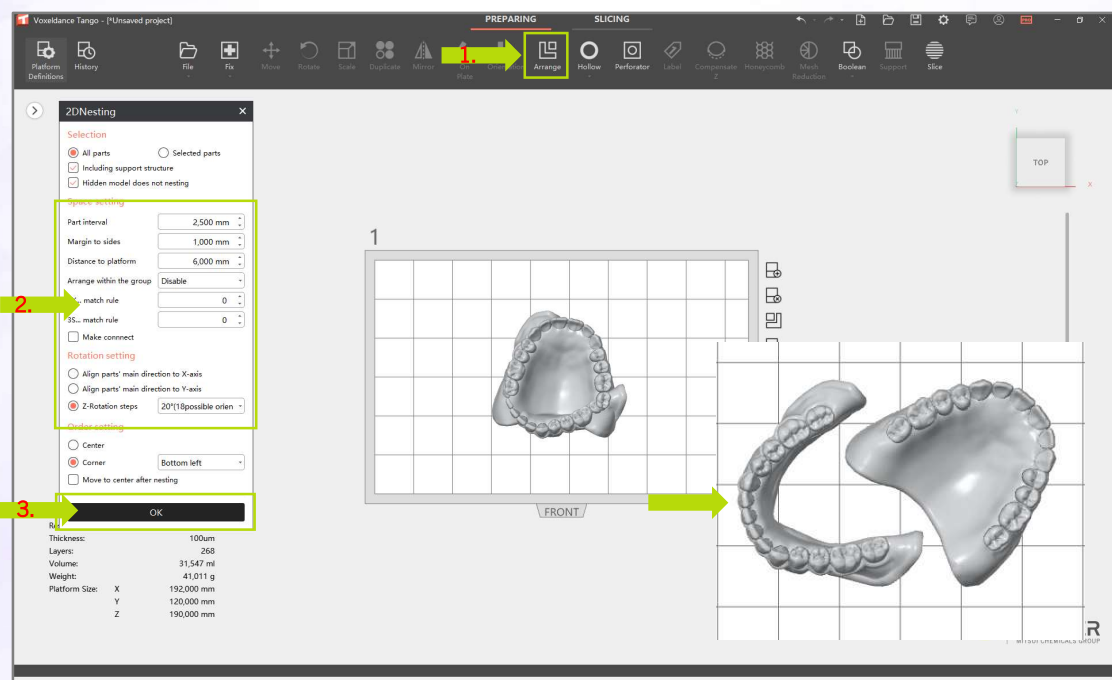 Voxeldance Tango - [*Unsaved project]
PREPARING
SLICING
Platform
Definitions
History
File
Fix
Move
Rotate
Scale
Duplicate
Mirror
1.
On
Plate
Arrange
Hollow
Perforator
Label
Compensate
Z
Honeycomb
Mesh
Reduction
Boolean
Support
Slice
2DNesting
Selection
All parts
Selected parts
Including support structure
Hidden model does not nesting
Space setting
Part interval
2,500 mm
Margin to sides
1,000 mm
Distance to platform
6,000 mm
Arrange within the group
Disable
2.
match rule
0
3S... match rule
0
Make connnect
Rotation setting
Align parts' main direction to X-axis
Align parts' main direction to Y-axis
Z-Rotation steps
20°(18possible orien
Order setting
Center
Corner
Bottom left
Move to center after nesting
3.
OK
Thickness:
100um
Layers:
268
Volume:
31,547 ml
Weight:
41,011 g
Platform Size:
X
192,000 mm
Y
120,000 mm
Z
190,000 mm
1
FRONT
Y
TOP
X
R
MITSUI CHEMICALS GROUP